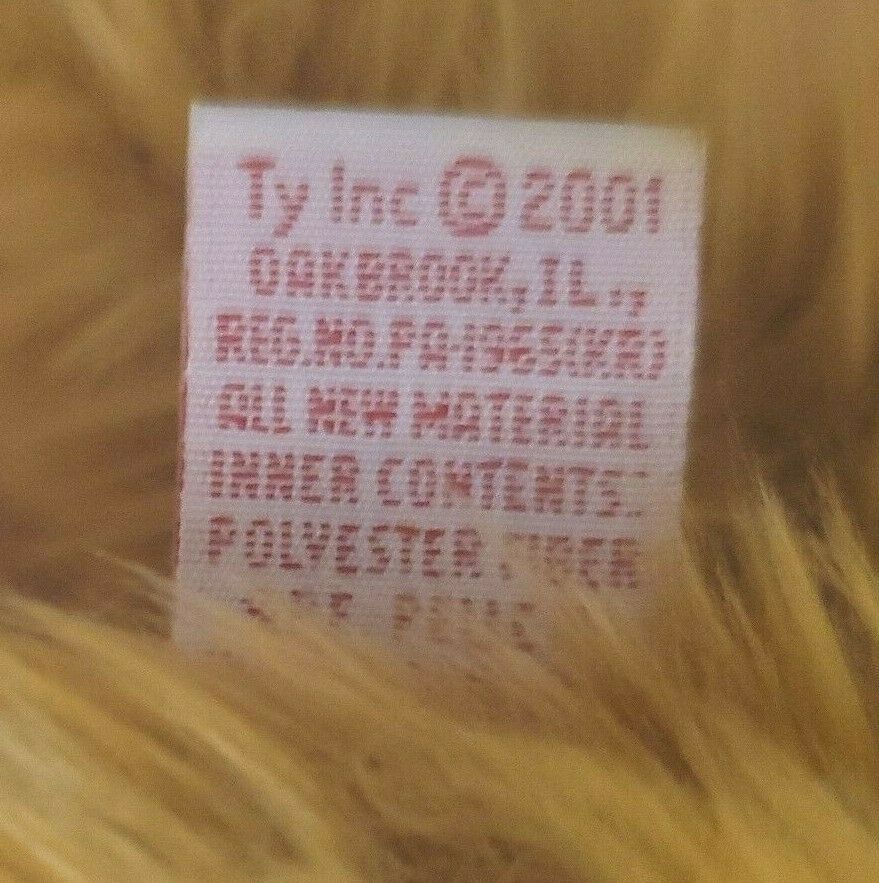 Ty Inc © 2001
OAKBROOK, IL.,
REG.NO.PA-1965(KR)
ALL NEW MATERIAL
INNER CONTENTS:
POLYESTER FIBER